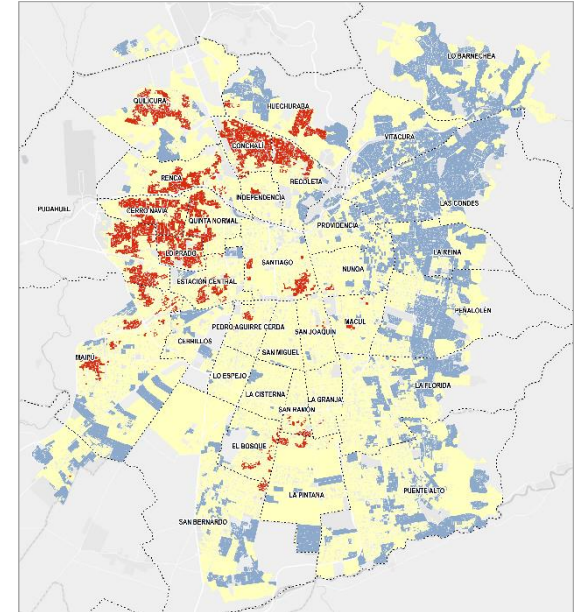 LO BARNECHEA
QUILICURA
HUECHURABA
VITACURA
CONCHALÍ
RENCA
RECOLETA
INDEPENDENCIA
LAS CONDES
PUDAHUEL
CERRO NAVIA
QUINTA NORMAL
PROVIDENCIA
LO PRADO
SANTIAGO
LA REINA
ÑUÑOA
ESTACIÓN CENTRAL
PEÑALOLÉN
PEDRO AGUIRRE CERDA
MACUL
SAN JOAQUÍN
CERRILLOS
SAN MIGUEL
MAIPÚ
LO ESPEJO
LA FLORIDA
LA CISTERNA
LA GRANJA
SAN RAMÓN
EL BOSQUE
PUENTE ALTO
LA PINTANA
SAN BERNARDO